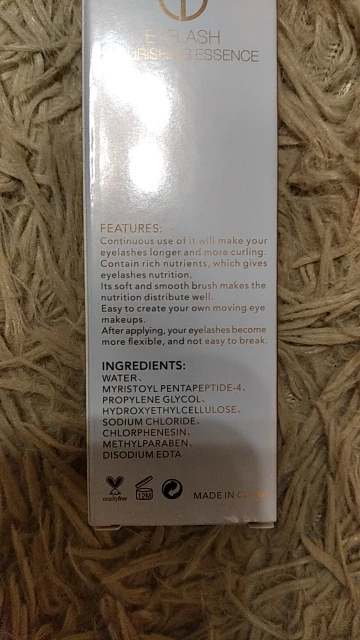 EYELASH
NOURISHING ESSENCE
FEATURES:
Continuous use of it will make your
eyelashes longer and more curling.
Contain rich nutrients, which gives
eyelashes nutrition.
Its soft and smooth brush makes the
nutrition distribute well.
Easy to create your own moving eye
makeups.
After applying, your eyelashes become
more flexible, and not easy to break.
INGREDIENTS:
WATER、
MYRISTOYL PENTAPEPTIDE-4、
PROPYLENE GLYCOL、
HYDROXYETHYLCELLULOSE、
SODIUM CHLORIDE、
CHLORPHENESIN、
METHYLPARABEN、
DISODIUM EDTA
crueltyfree
12M
MADE IN